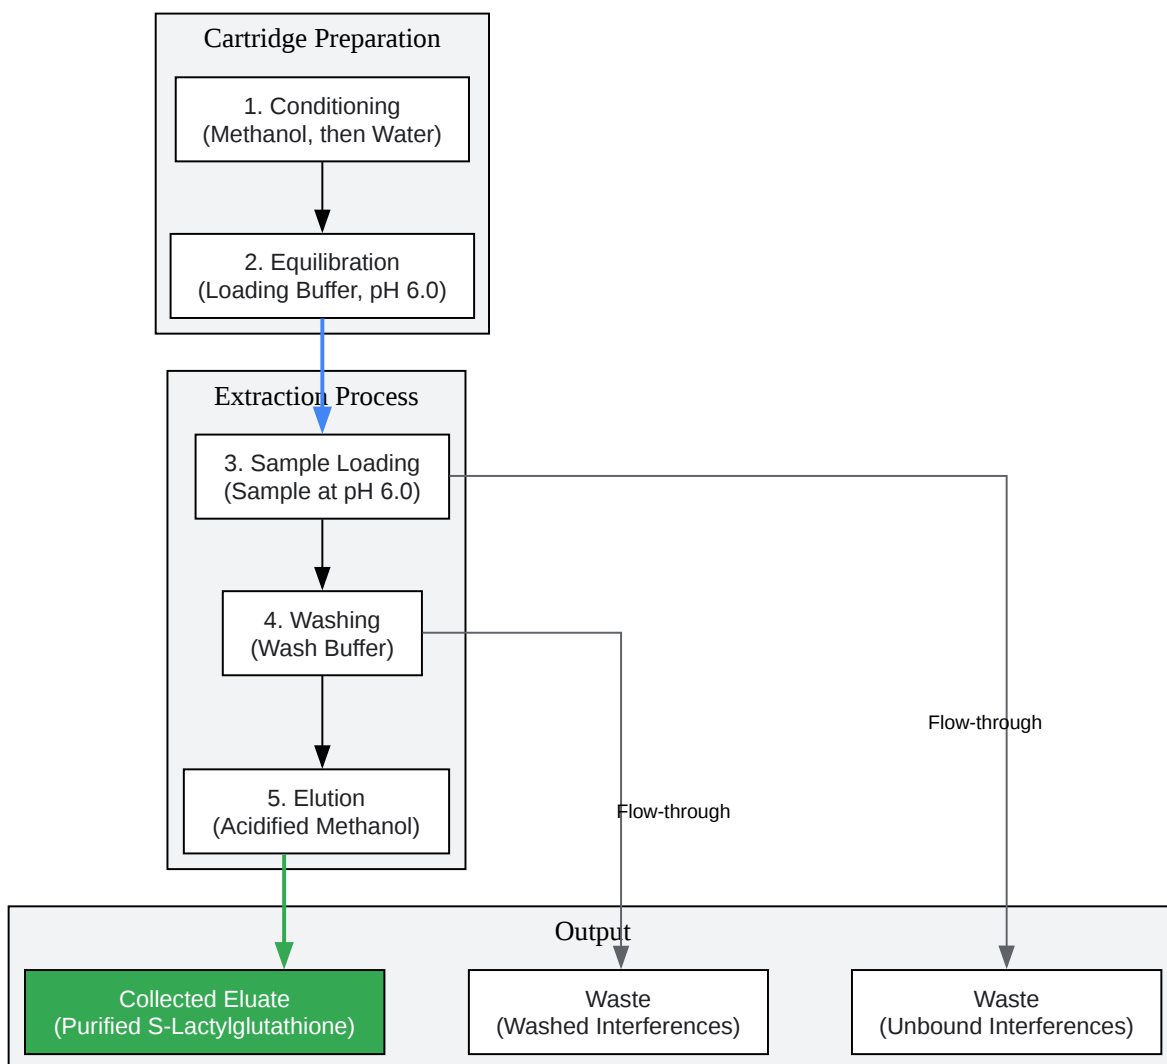 Cartridge Preparation
1. Conditioning
(Methanol, then Water)
2. Equilibration
(Loading Buffer, pH 6.0)
Extraction Process
3. Sample Loading
(Sample at pH 6.0)
4. Washing
(Wash Buffer)
Flow-through
5. Elution
(Acidified Methanol)
Flow-through
Output
Collected Eluate
(Purified S-Lactylglutathione)
Waste
(Washed Interferences)
Waste
(Unbound Interferences)